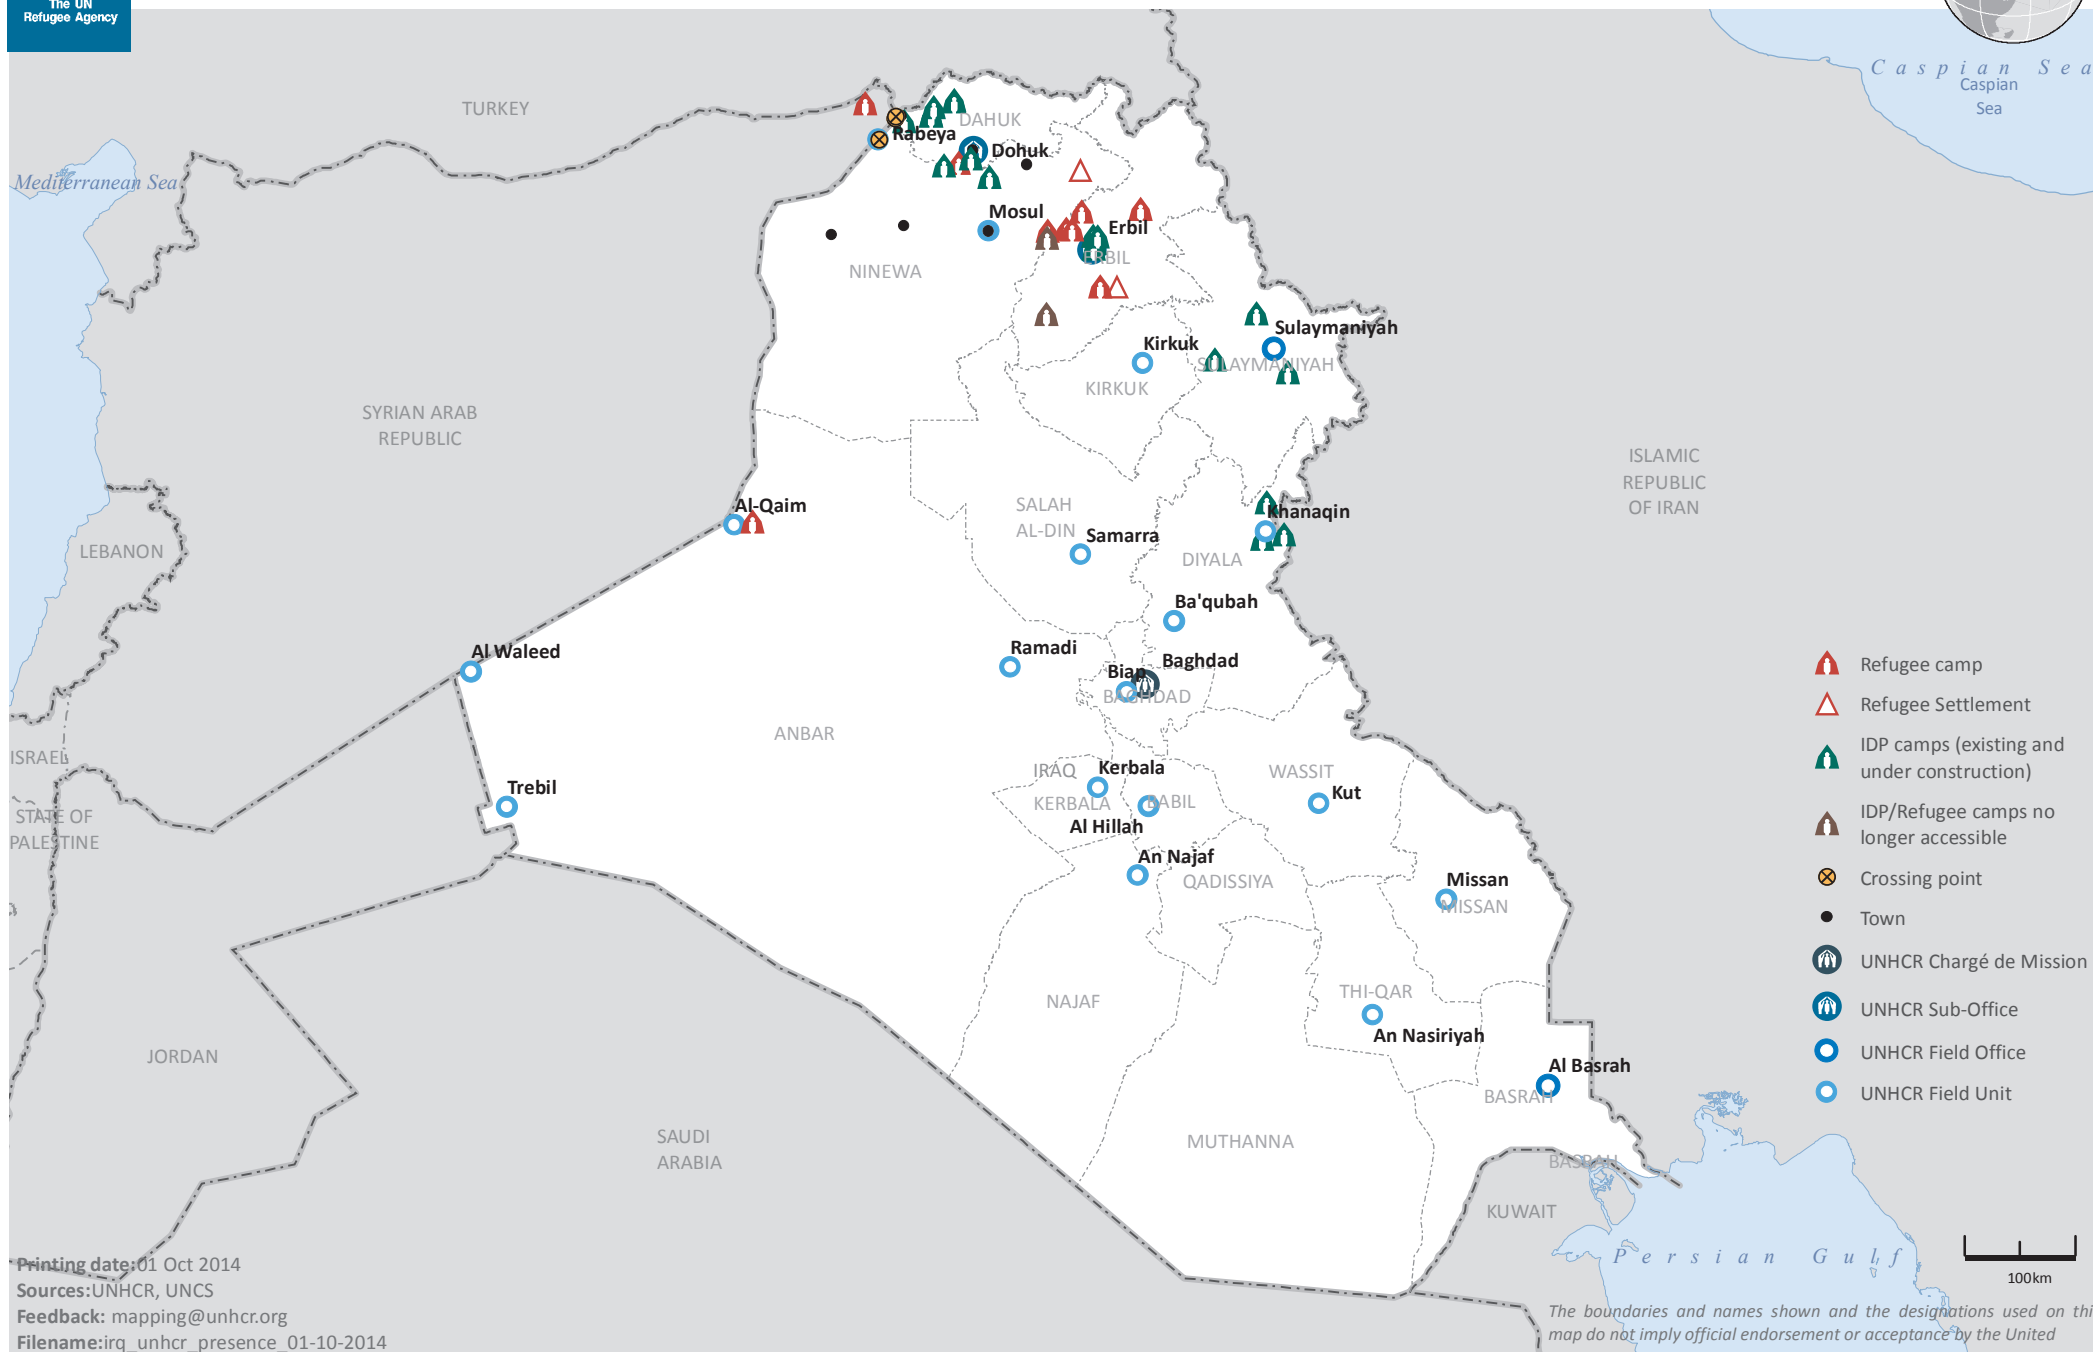 The UN
Refugee Agency
Caspian Sea
Caspian
Sea
TURKEY
DAHUK
Rabeya
Dohuk
Mediterranean Sea
Mosul
Erbil
ERBIL
NINEWA
Sulaymaniyah
Kirkuk
SULAYMANIYAH
KIRKUK
SYRIAN ARAB
REPUBLIC
ISLAMIC
REPUBLIC
OF IRAN
Al-Qaim
SALAH
AL-DIN
Khanaqin
Samarra
LEBANON
DIYALA
Ba'qubah
Al Waleed
Ramadi
Baghdad
Biap
BAGHDAD
ANBAR
ISRAEL
IRAQ
Kerbala
WASSIT
Trebil
KERBALA
BABIL
Kut
STATE OF
PALESTINE
Al Hillah
An Najaf
QADISSIYA
Missan
MISSAN
NAJAF
THI-QAR
An Nasiriyah
JORDAN
Al Basrah
BASRAH
SAUDI
ARABIA
MUTHANNA
BASRAH
KUWAIT
Persian Gulf
Refugee camp
Refugee Settlement
IDP camps (existing and
under construction)
IDP/Refugee camps no
longer accessible
Crossing point
Town
UNHCR Chargé de Mission
UNHCR Sub-Office
UNHCR Field Office
UNHCR Field Unit
100km
Printing date:01 Oct 2014
Sources:UNHCR, UNCS
Feedback: mapping@unhcr.org
Filename:irq_unhcr_presence_01-10-2014
The boundaries and names shown and the designations used on this
map do not imply official endorsement or acceptance by the United